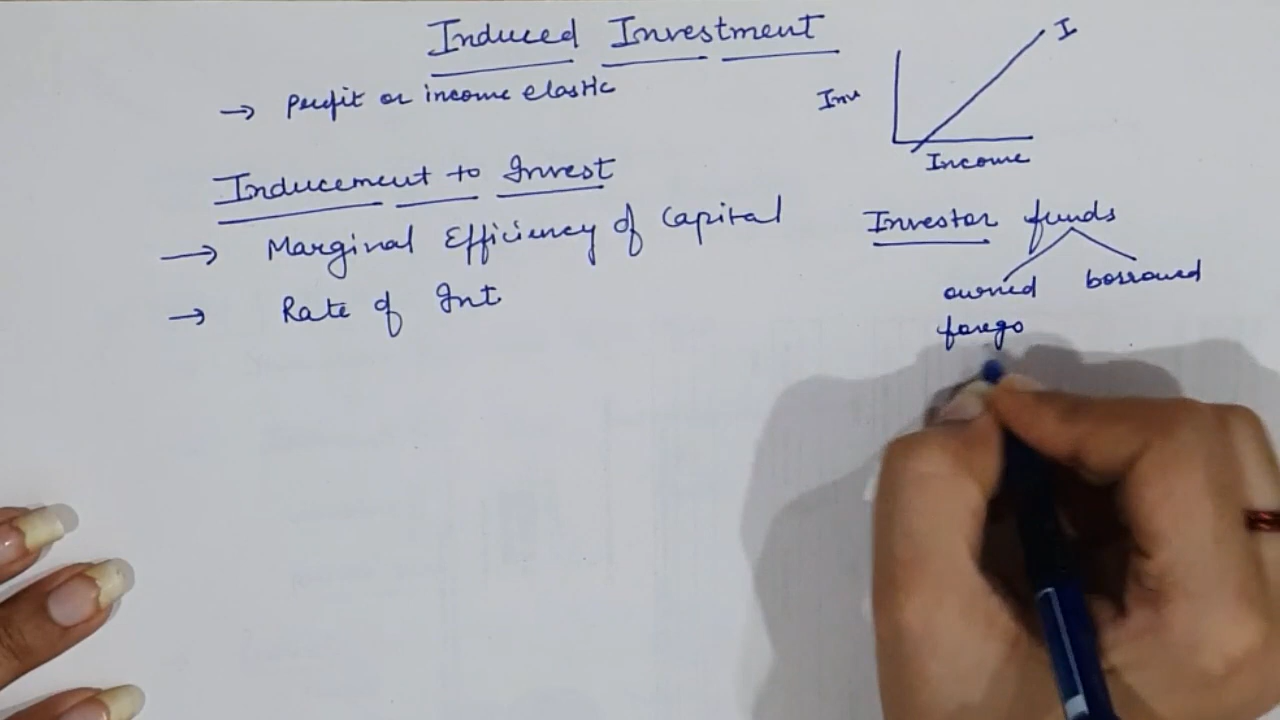 Induced Investment
→ Profit or income elastic
Inducement to Invest
→ Marginal Efficiency of Capital
→ Rate of Int
I
Inv
Income
Investor funds
owned borrowed
forego